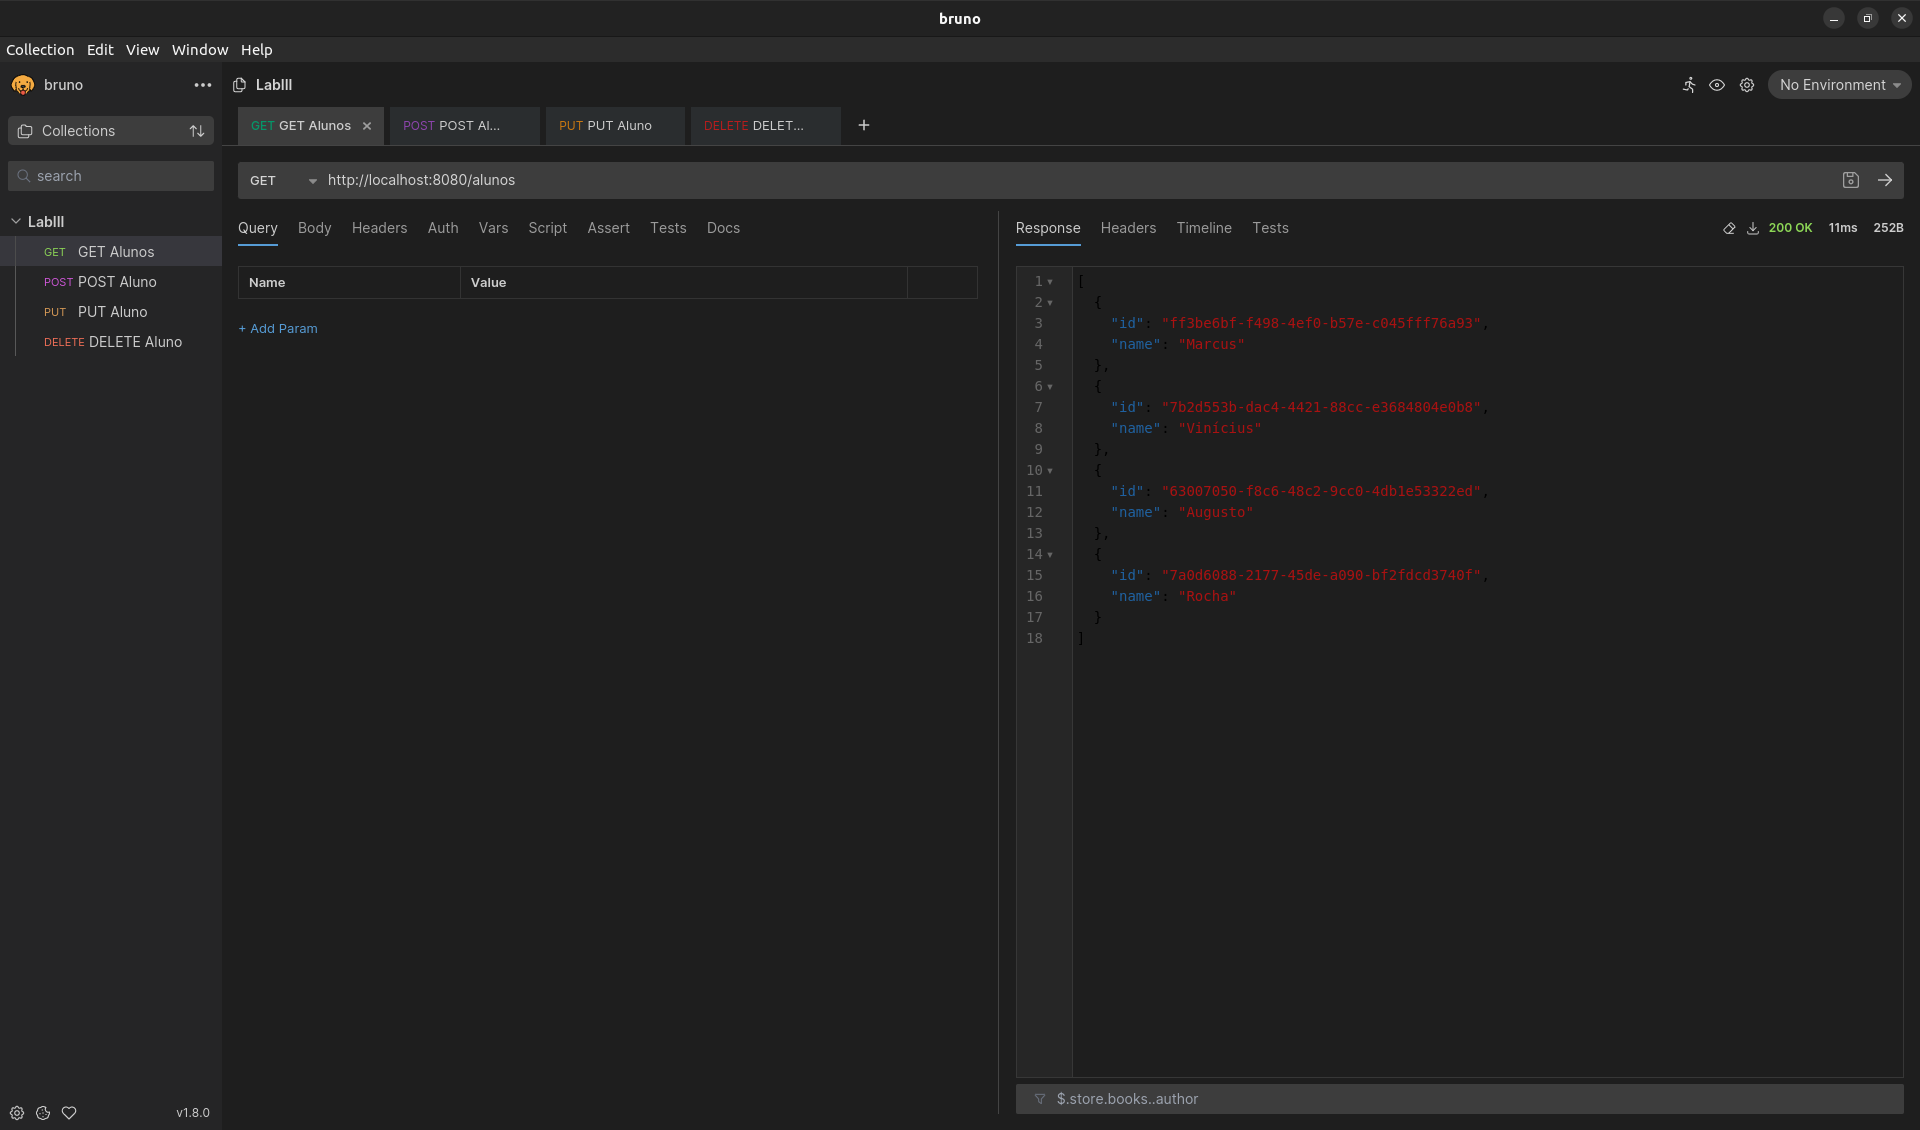 bruno
Collection Edit View Window Help
bruno
LabIII
No Environment
Collections
GET GET Alunos
POST POST Al...
PUT PUT Aluno
DELETE DELET...
search
GET http://localhost:8080/alunos
LabIII
GET GET Alunos
POST POST Aluno
PUT PUT Aluno
DELETE DELETE Aluno
Query Body Headers Auth Vars Script Assert Tests Docs
Name Value
+ Add Param
Response Headers Timeline Tests
200 OK 11ms 252B
1 [
2 {
3 "id": "ff3be6bf-f498-4ef0-b57e-c045fff76a93",
4 "name": "Marcus"
5 },
6 {
7 "id": "7b2d553b-dac4-4421-88cc-e3684804e0b8",
8 "name": "Vinícius"
9 },
10 {
11 "id": "63007050-f8c6-48c2-9cc0-4db1e53322ed",
12 "name": "Augusto"
13 },
14 {
15 "id": "7a0d6088-2177-45de-a090-bf2fdcd3740f",
16 "name": "Rocha"
17 }
18 ]
$.store.books..author
v1.8.0